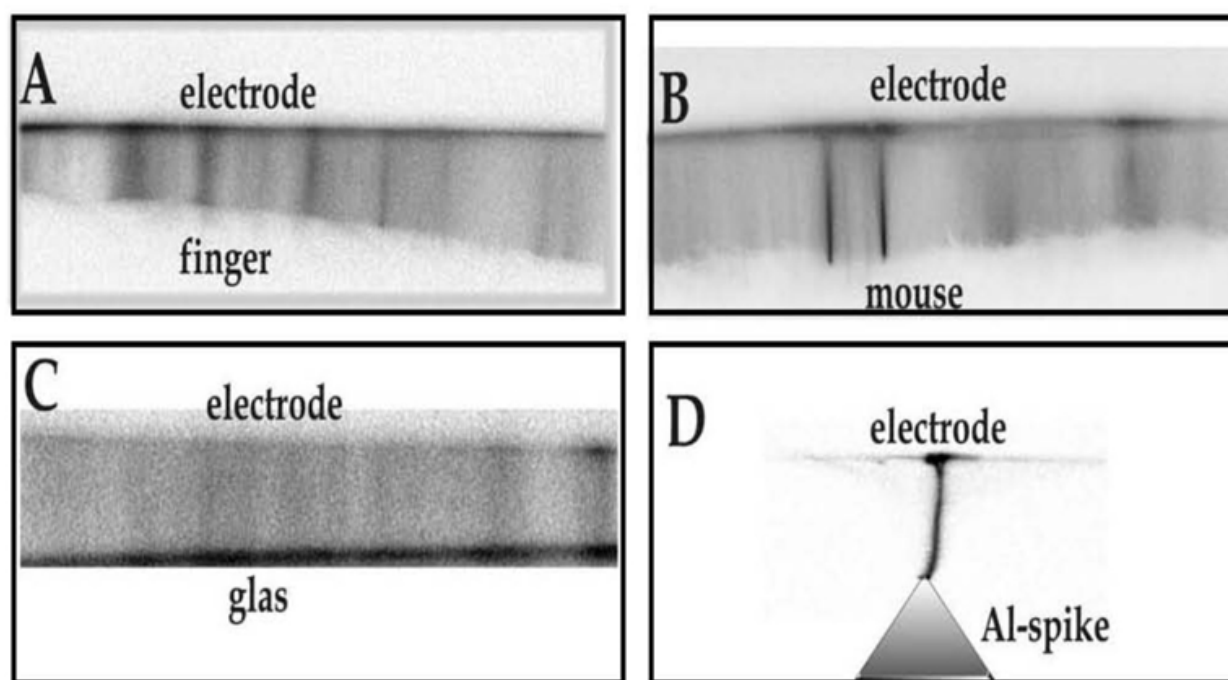 A
electrode
finger
B
electrode
mouse
C
electrode
glas
D
electrode
Al-spike